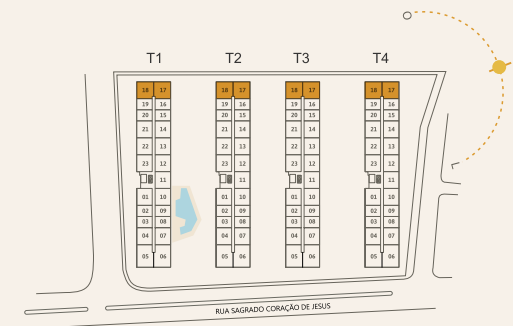 T1 T2 T3 T4
18 17 18 17 18 17 18 17
19 16 19 16 19 16 19 16
20 15 20 15 20 15 20 15
21 14 21 14 21 14 21 14
22 13 22 13 22 13 22 13
23 12 23 12 23 12 23 12
11 11 11 11
01 10 01 10 01 10 01 10
02 09 02 09 02 09 02 09
03 08 03 08 03 08 03 08
04 07 04 07 04 07 04 07
05 06 05 06 05 06 05 06
RUA SAGRADO CORAÇÃO DE JESUS